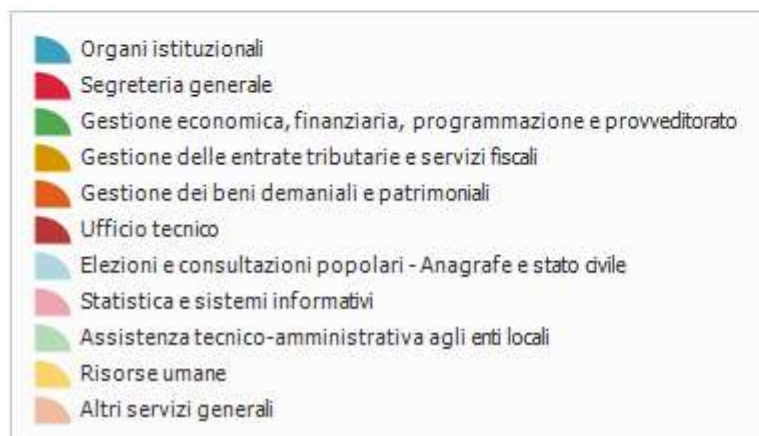 Organi istituzionali
Segreteria generale
Gestione economica, finanziaria, programmazione e provveditorato
Gestione delle entrate tributarie e servizi fiscali
Gestione dei beni demaniali e patrimoniali
Ufficio tecnico
Elezioni e consultazioni popolari - Anagrafe e stato civile
Statistica e sistemi informativi
Assistenza tecnico-amministrativa agli enti locali
Risorse umane
Altri servizi generali